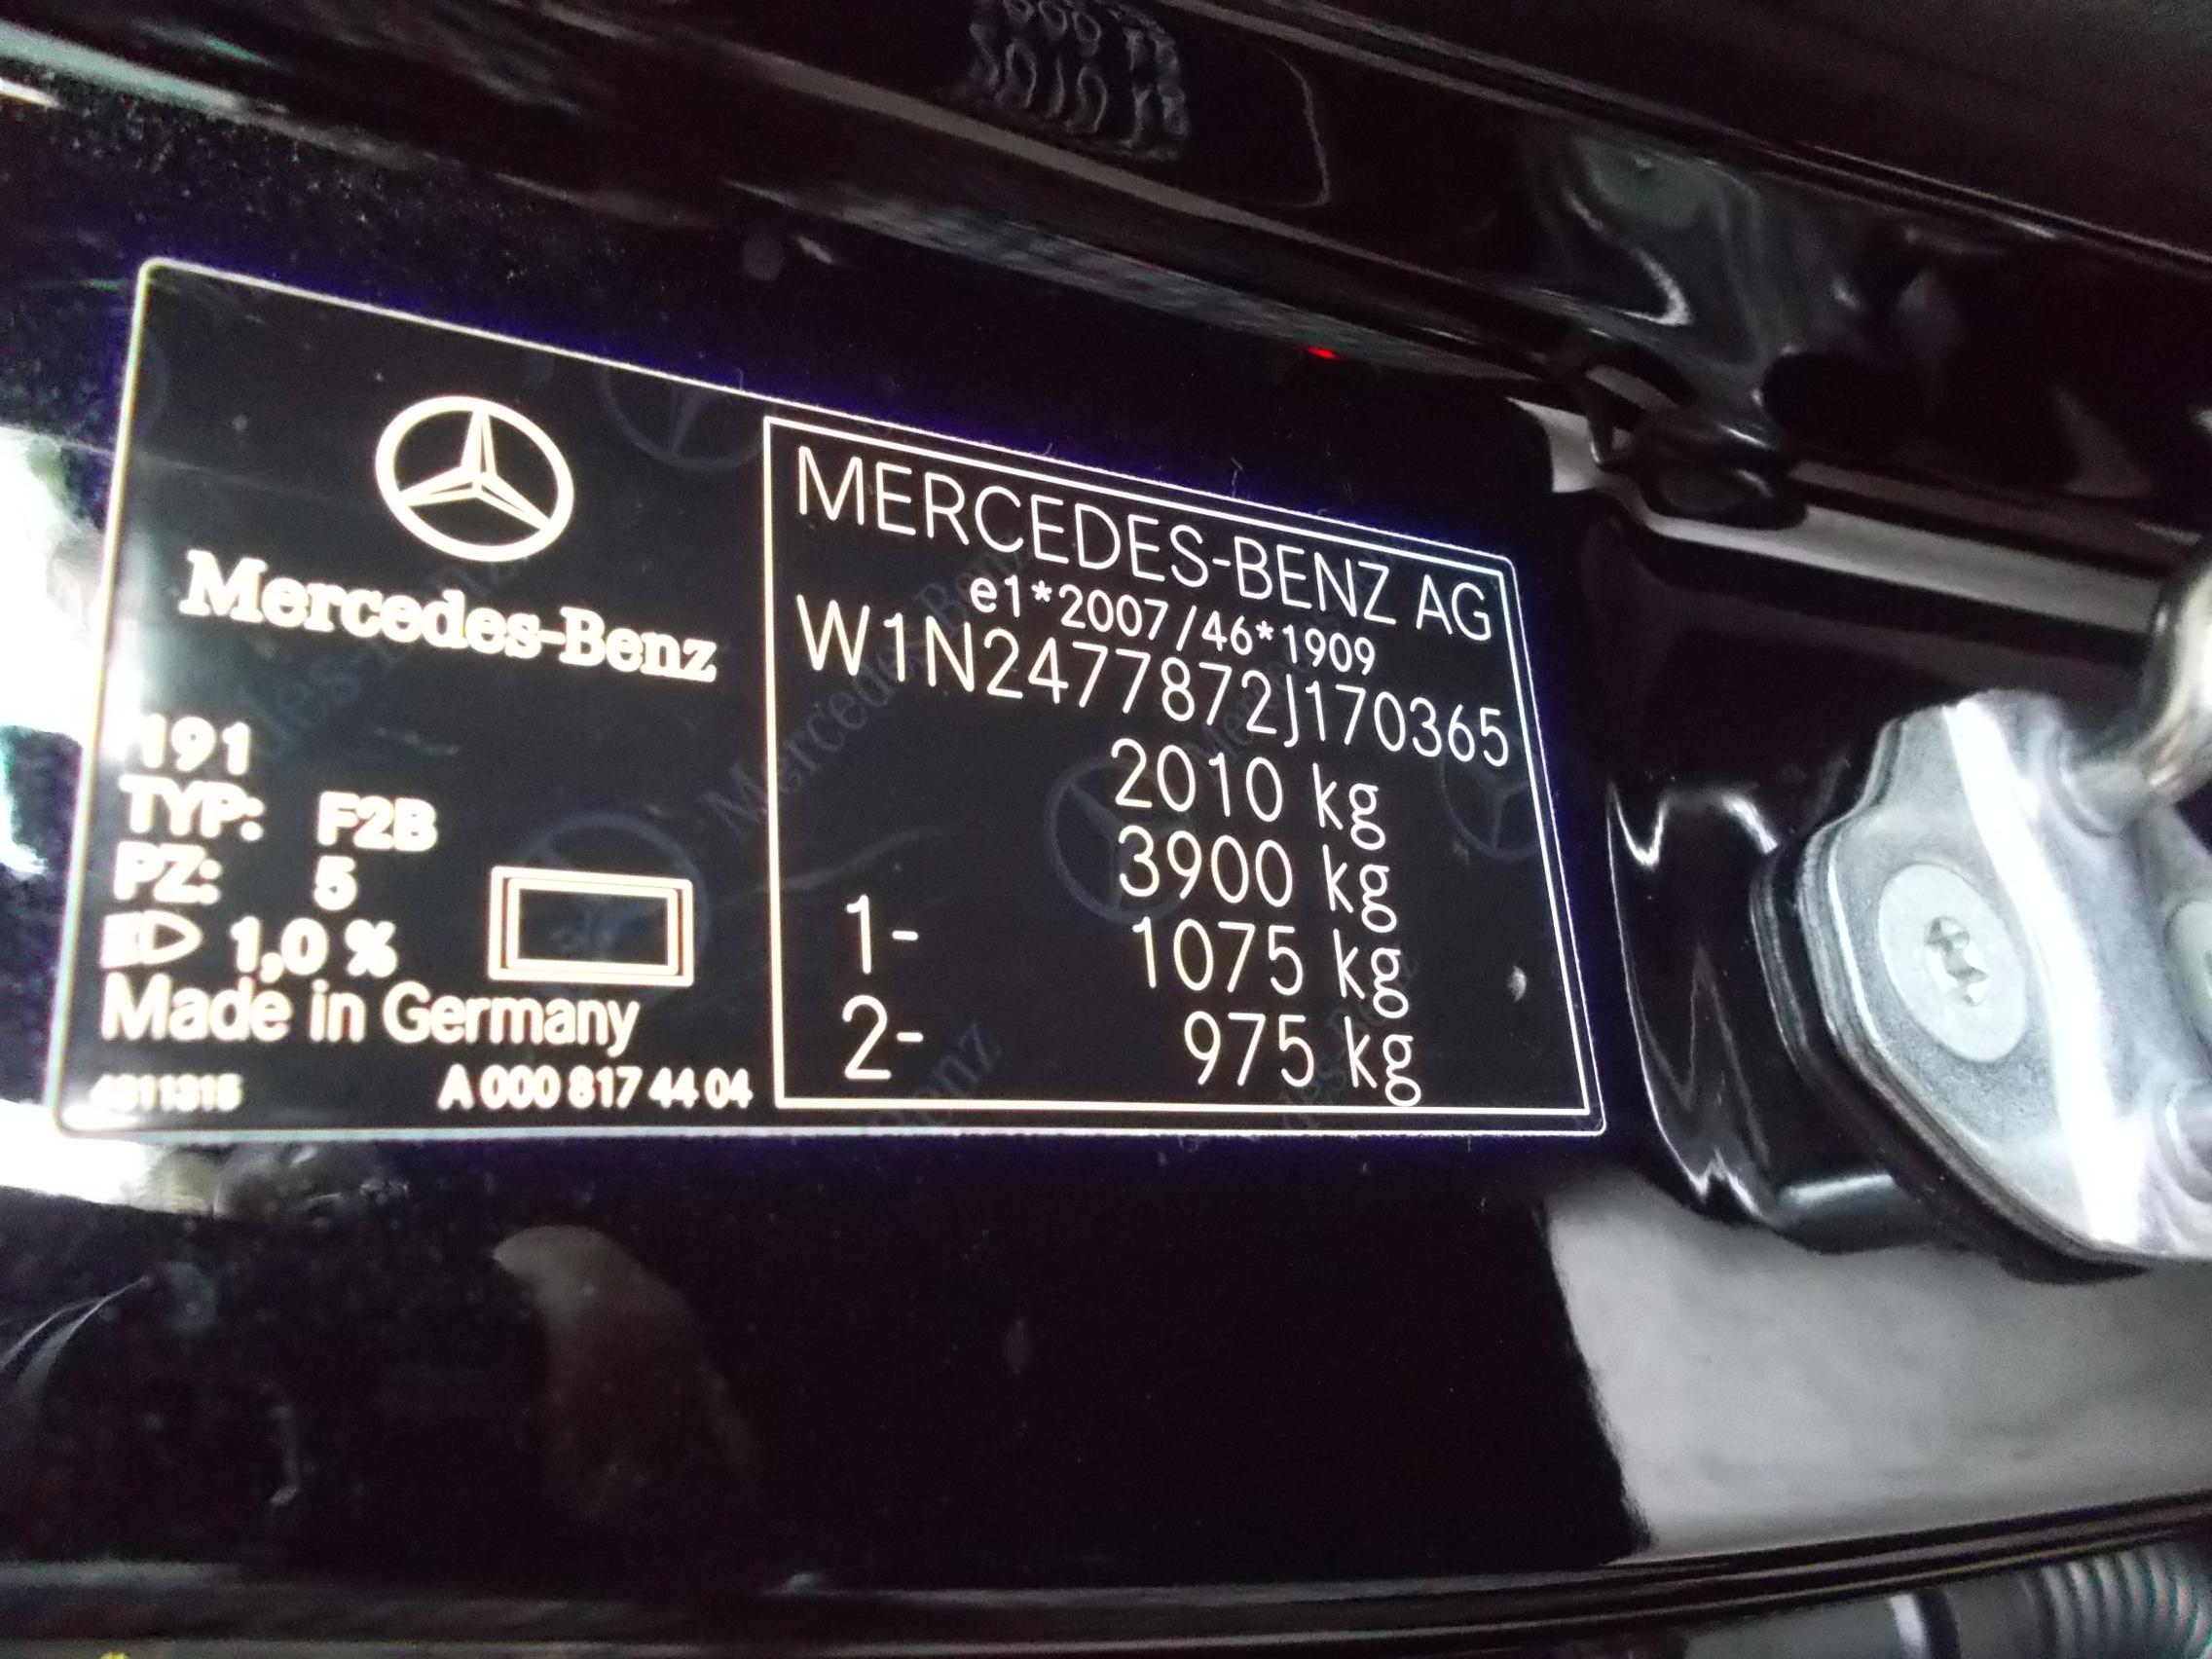 Mercedes-Benz
191
TYP: F2B
PZ: 5
1,0 %
Made in Germany
A 000 817 44 04
MERCEDES-BENZ AG
e1*2007/46*1909
W1N2477872J170365
2010 kg
3900 kg
1- 1075 kg
2- 975 kg